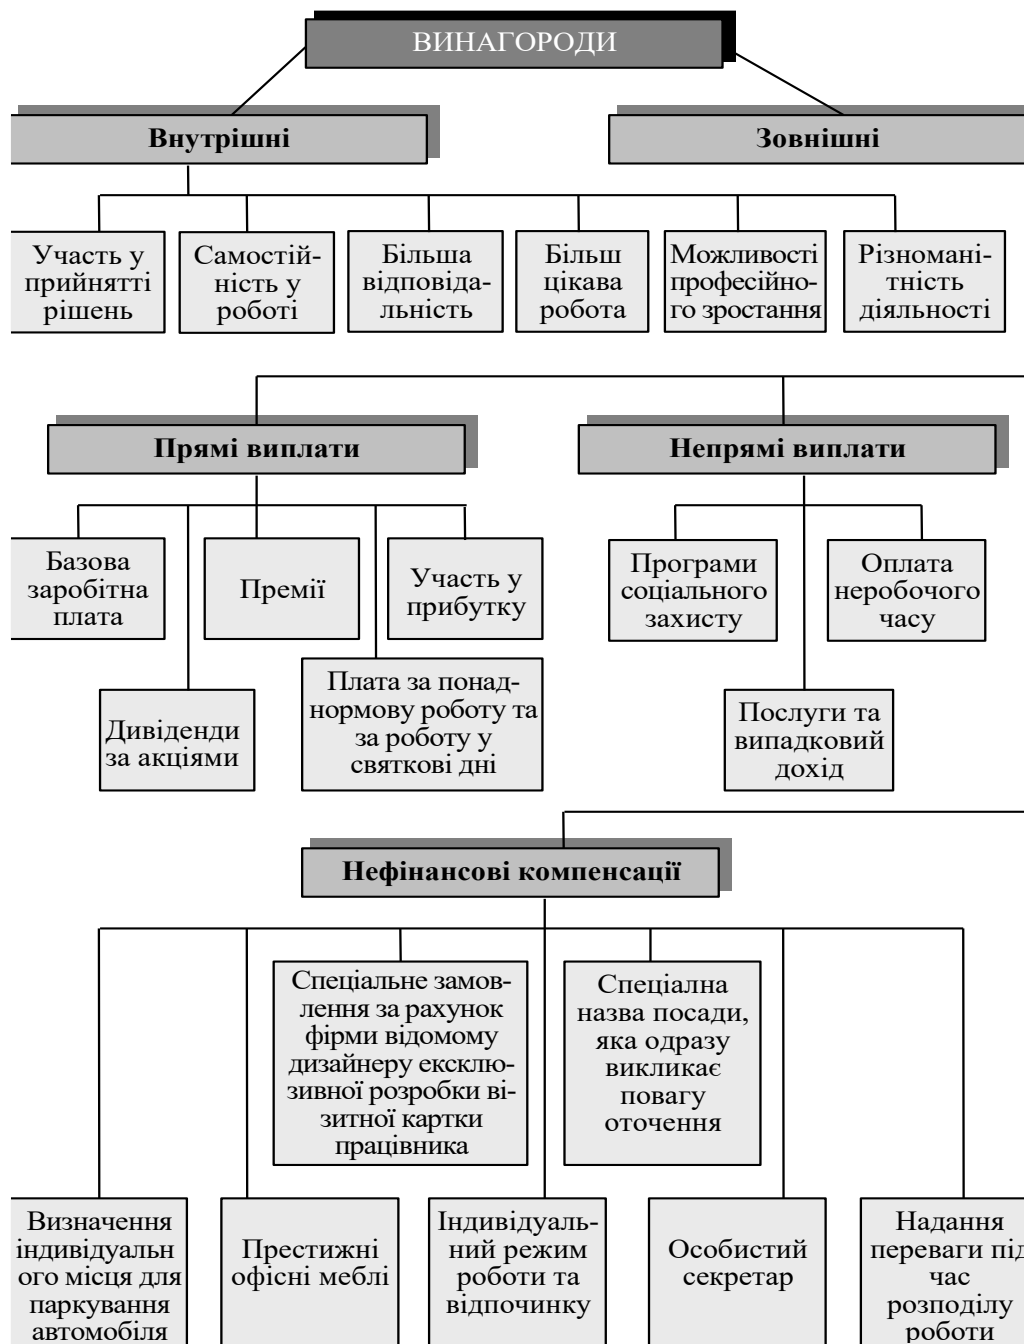 ВИНАГОРОДИ
Внутрішні
Зовнішні
Участь у
прийнятті
рішень
Самостій-
ність у
роботі
Більша
відповіда-
льність
Більш
цікава
робота
Можливості
професійно-
го зростання
Різномані-
тність
діяльності
Прямі виплати
Непрямі виплати
Базова
заробітна
плата
Премії
Участь у
прибутку
Програми
соціального
захисту
Оплата
неробочого
часу
Дивіденди
за акціями
Плата за понад-
нормову роботу та
за роботу у
святкові дні
Послуги та
випадковий
дохід
Нефінансові компенсації
Спеціальне замов-
лення за рахунок
фірми відомому
дизайнеру ексклю-
зивної розробки ві-
зитної картки
працівника
Спеціална
назва посади,
яка одразу
викликає
повагу
оточення
Визначення
індивідуальн
ого місця для
паркування
автомобіля
Престижні
офісні меблі
Індивідуаль-
ний режим
роботи та
відпочинку
Особистий
секретар
Надання
переваги під
час
розподілу
роботи